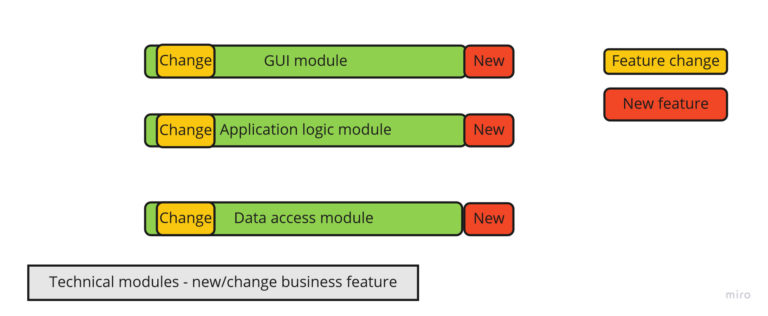 Change GUI module New
Feature change
New feature
Change Application logic module New
Change Data access module New
Technical modules - new/change business feature
miro